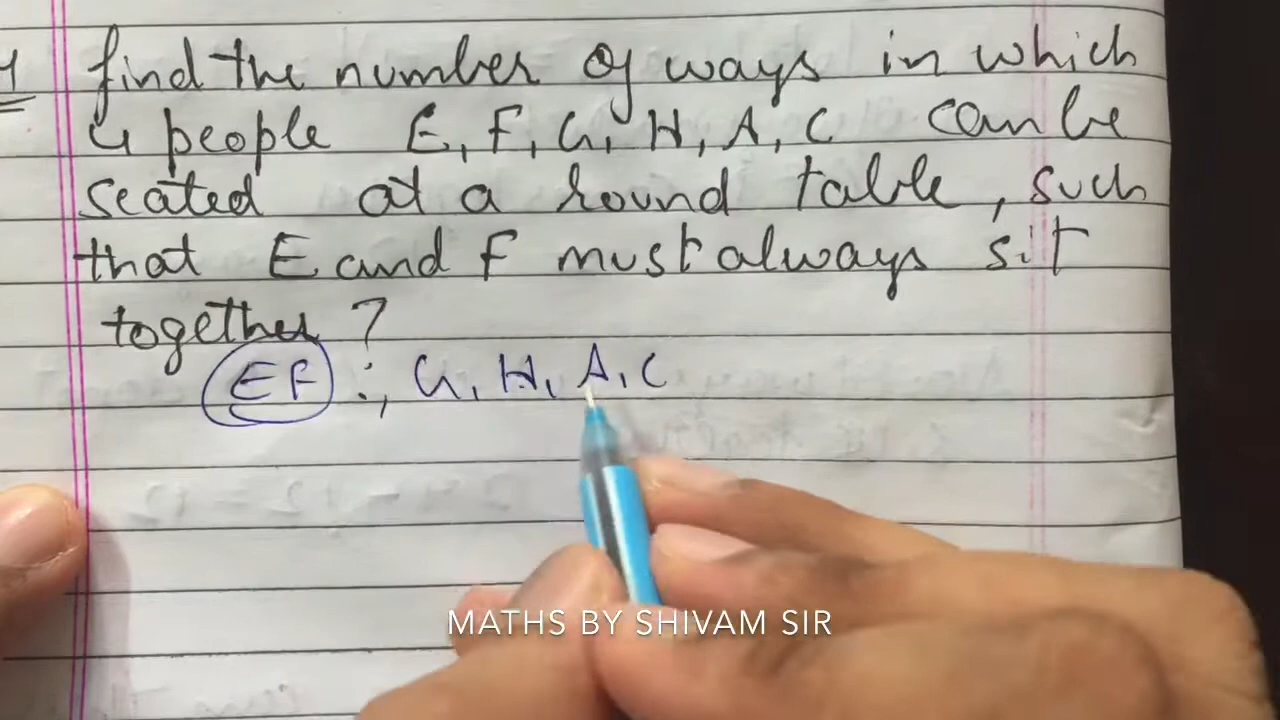 find the number of ways in which
4 people E, F, G, H, A, C can be
seated at a round table, such
that E and F must always sit
together?
EF :, G, H, A, C
MATHS BY SHIVAM SIR